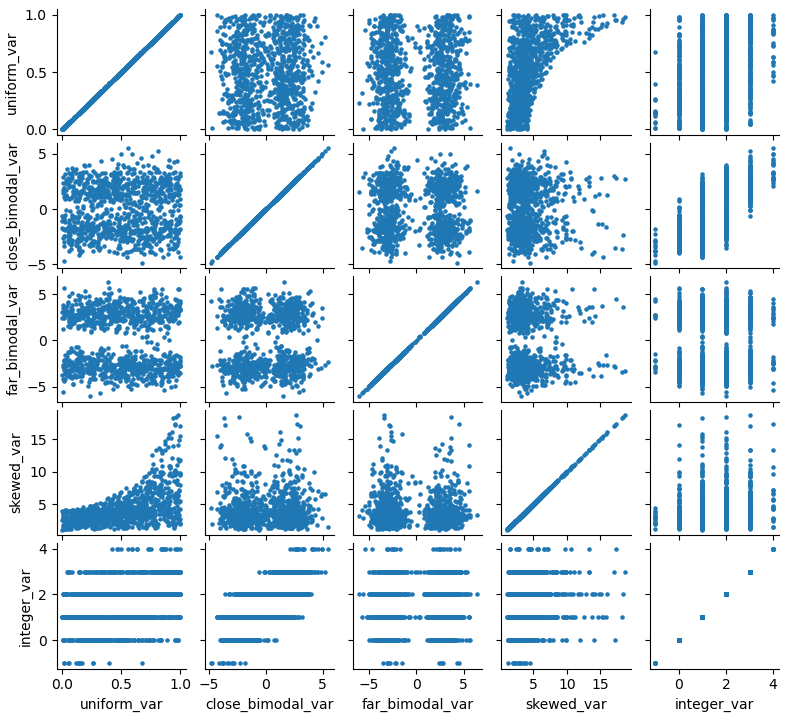 uniform_var
1.0
0.5
0.0
close_bimodal_var
5
0
−5
far_bimodal_var
5
0
−5
skewed_var
15
10
5
integer_var
4
2
0
0.0 0.5 1.0 −5 0 5 −5 0 5 5 10 15 0 2 4
uniform_var close_bimodal_var far_bimodal_var skewed_var integer_var